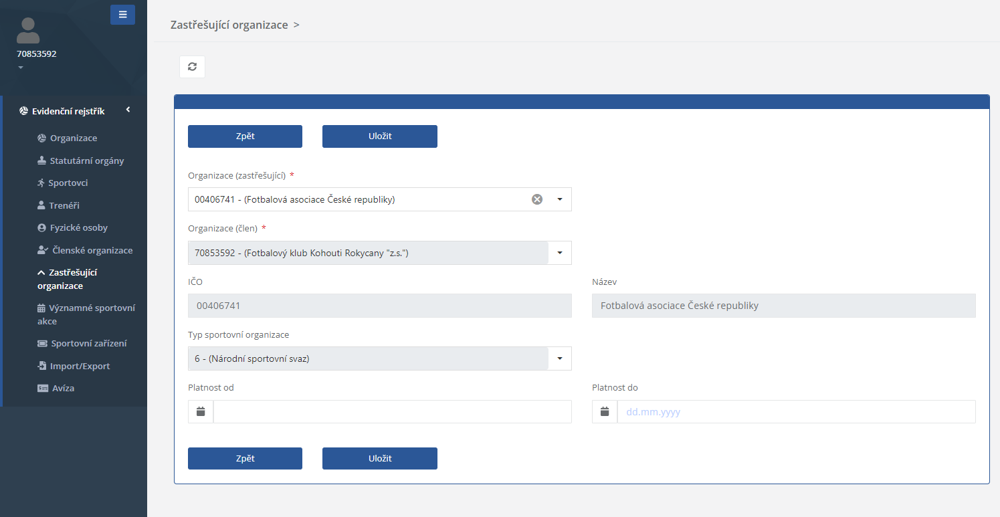 70853592
Evidenční rejstřík
Organizace
Statutární orgány
Sportovci
Trenéři
Fyzické osoby
Členské organizace
Zastřešující
organizace
Významné sportovní
akce
Sportovní zařízení
Import/Export
Avíza
Zastřešující organizace >
Zpět Uložit
Organizace (zastřešující) *
00406741 - (Fotbalová asociace České republiky)
Organizace (člen) *
70853592 - (Fotbalový klub Kohouti Rokycany "z.s.")
IČO Název
00406741 Fotbalová asociace České republiky
Typ sportovní organizace
6 - (Národní sportovní svaz)
Platnost od Platnost do
dd.mm.yyyy
Zpět Uložit